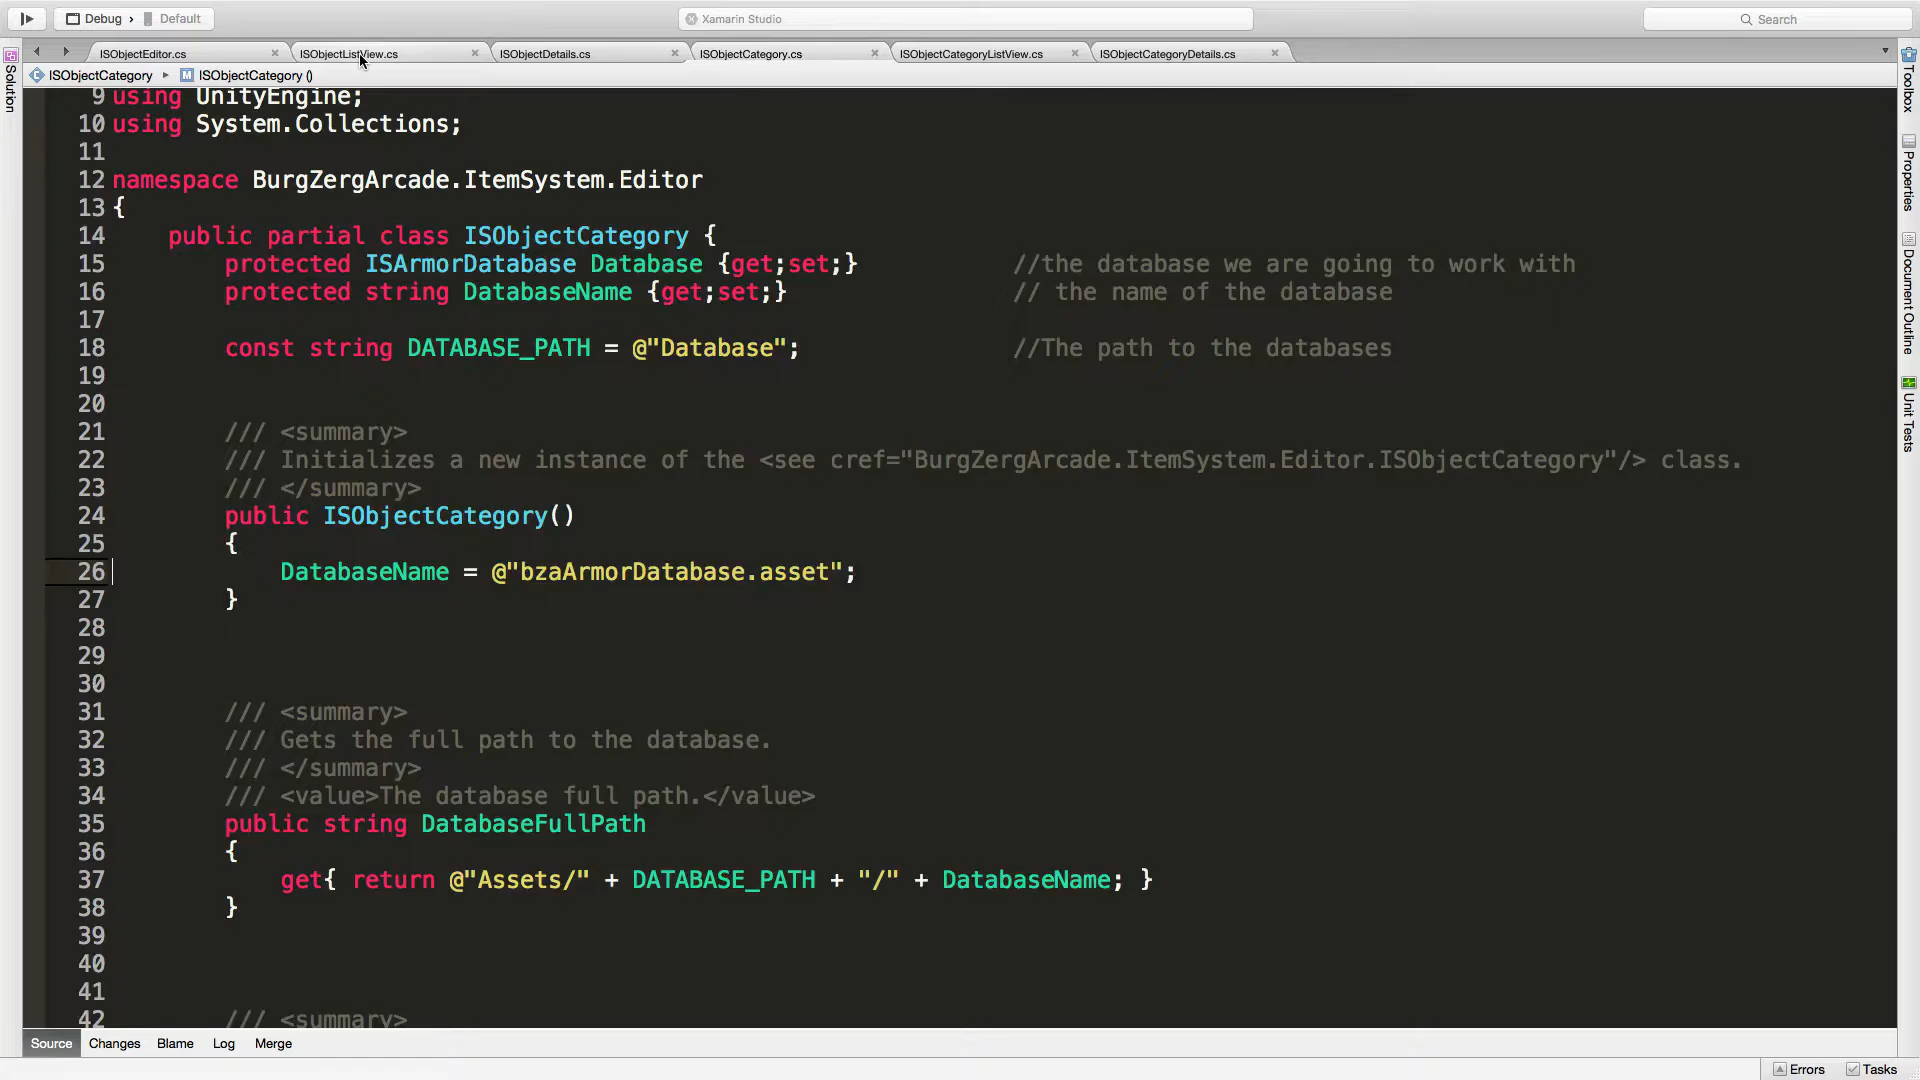 Debug › Default
Xamarin Studio
Search
ISObjectEditor.cs
ISObjectListView.cs
ISObjectDetails.cs
ISObjectCategory.cs
ISObjectCategoryListView.cs
ISObjectCategoryDetails.cs
C ISObjectCategory
M ISObjectCategory ()
Solution
9 using UnityEngine;
10 using System.Collections;
11
12 namespace BurgZergArcade.ItemSystem.Editor
13 {
14 public partial class ISObjectCategory {
15 protected ISArmorDatabase Database {get;set;} //the database we are going to work with
16 protected string DatabaseName {get;set;} // the name of the database
17
18 const string DATABASE_PATH = @"Database"; //The path to the databases
19
20
21 /// <summary>
22 /// Initializes a new instance of the <see cref="BurgZergArcade.ItemSystem.Editor.ISObjectCategory"/> class.
23 /// </summary>
24 public ISObjectCategory()
25 {
26 DatabaseName = @"bzaArmorDatabase.asset";
27 }
28
29
30
31 /// <summary>
32 /// Gets the full path to the database.
33 /// </summary>
34 /// <value>The database full path.</value>
35 public string DatabaseFullPath
36 {
37 get{ return @"Assets/" + DATABASE_PATH + "/" + DatabaseName; }
38 }
39
40
41
42 /// <summary>
Toolbox
Properties
Document Outline
Unit Tests
Source Changes Blame Log Merge
Errors Tasks